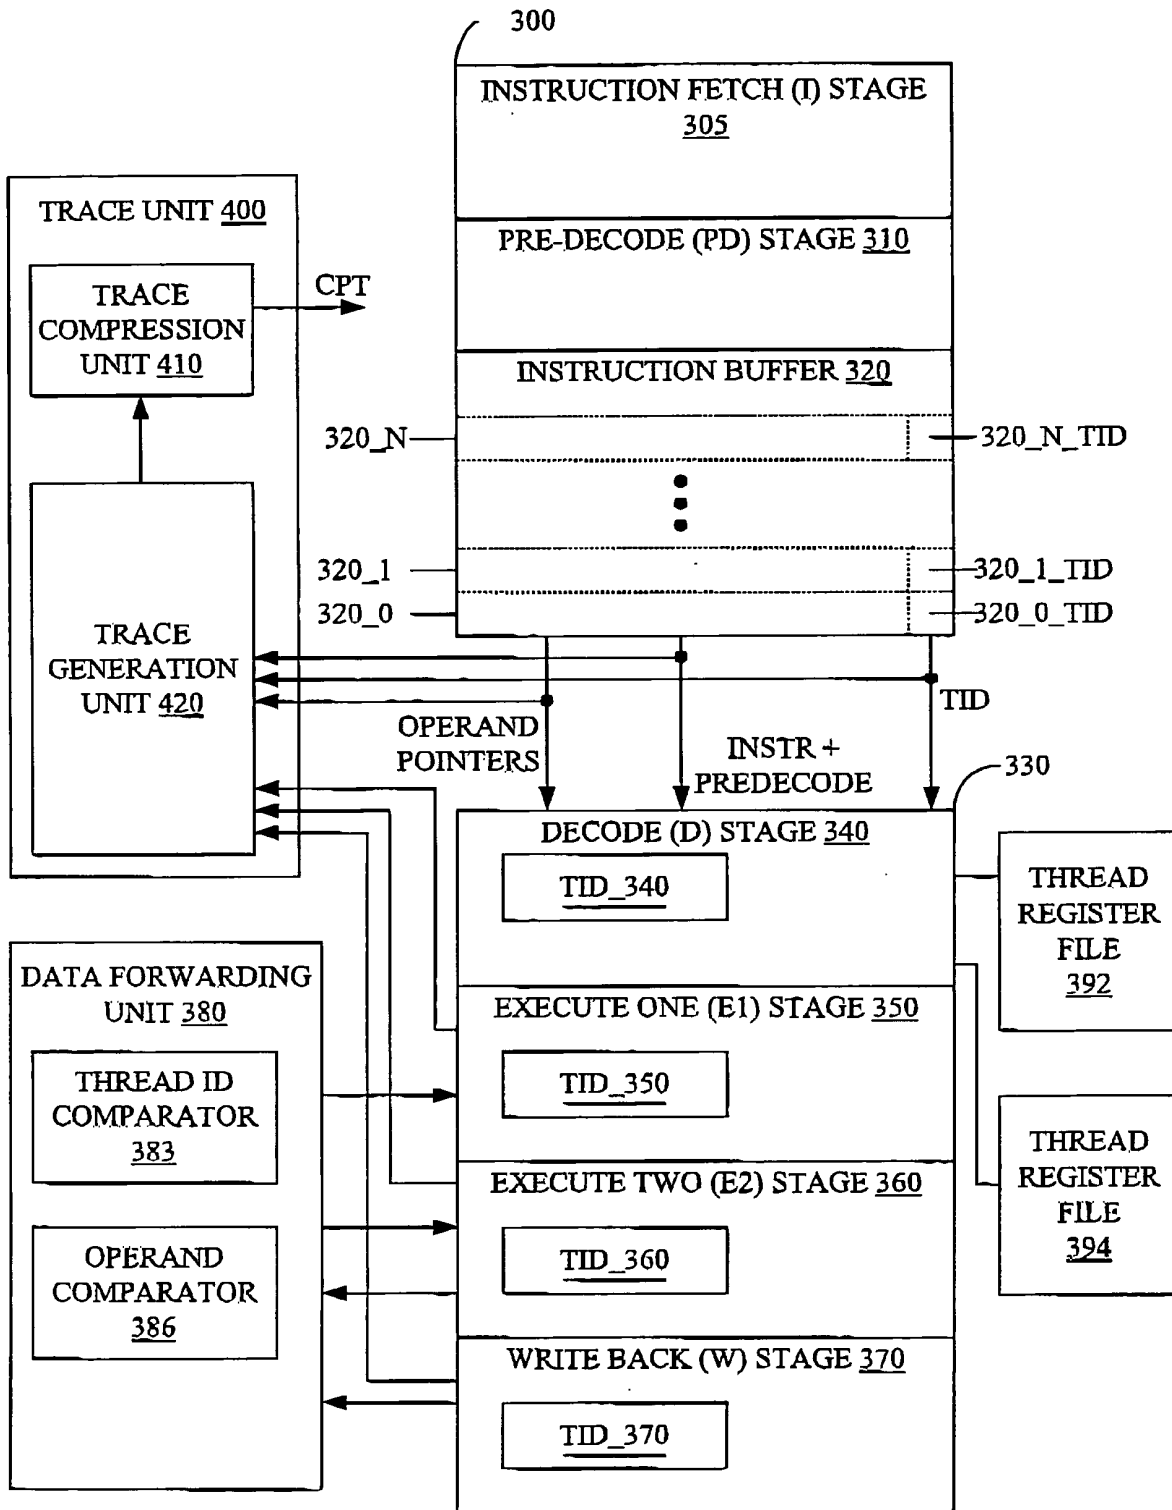 300
INSTRUCTION FETCH (I) STAGE
305
TRACE UNIT 400
PRE-DECODE (PD) STAGE 310
TRACE
COMPRESSION
UNIT 410
CPT
INSTRUCTION BUFFER 320
320_N
320_N_TID
320_1
320_1_TID
320_0
320_0_TID
TRACE
GENERATION
UNIT 420
OPERAND
POINTERS
INSTR +
PREDECODE
TID
330
DECODE (D) STAGE 340
TID_340
THREAD
REGISTER
FILE
392
DATA FORWARDING
UNIT 380
EXECUTE ONE (E1) STAGE 350
TID_350
THREAD ID
COMPARATOR
383
THREAD
REGISTER
FILE
394
EXECUTE TWO (E2) STAGE 360
TID_360
OPERAND
COMPARATOR
386
WRITE BACK (W) STAGE 370
TID_370